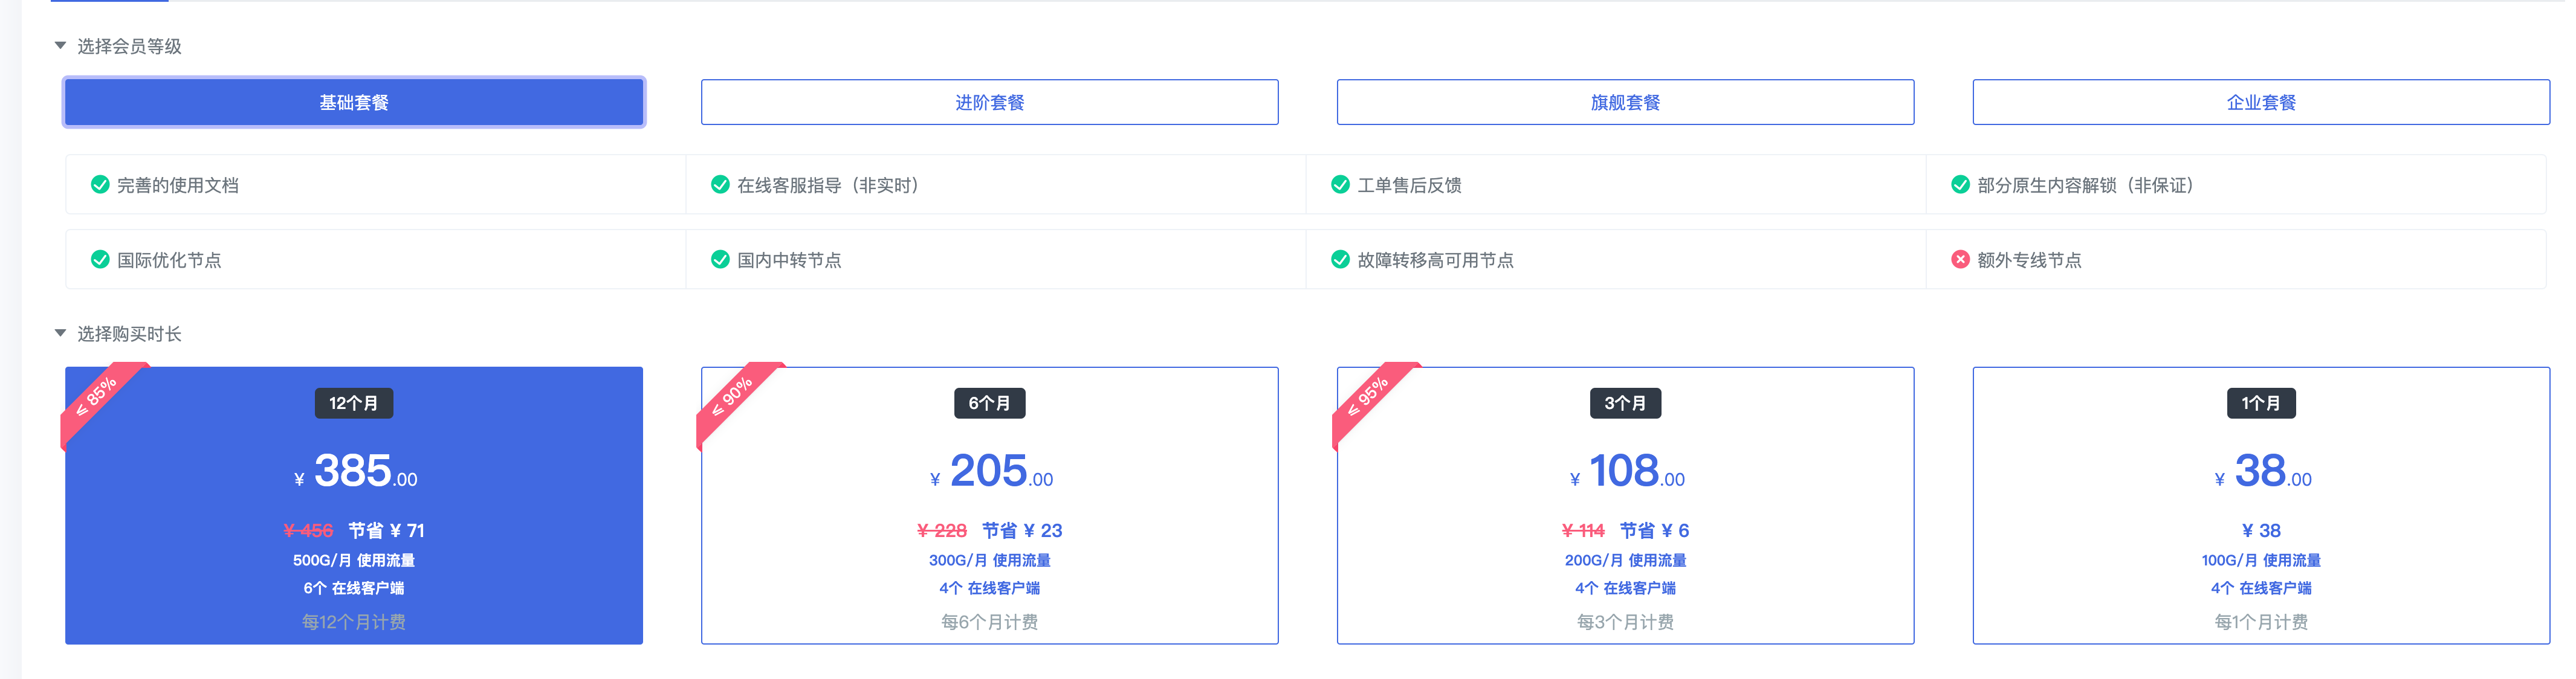 选择会员等级
基础套餐
进阶套餐
旗舰套餐
企业套餐
完善的使用文档
在线客服指导（非实时）
工单售后反馈
部分原生内容解锁（非保证）
国际优化节点
国内中转节点
故障转移高可用节点
额外专线节点
选择购买时长
≤ 85%
12个月
¥ 385.00
¥ 456 节省 ¥ 71
500G/月 使用流量
6个 在线客户端
每12个月计费
≤ 90%
6个月
¥ 205.00
¥ 228 节省 ¥ 23
300G/月 使用流量
4个 在线客户端
每6个月计费
≤ 95%
3个月
¥ 108.00
¥ 114 节省 ¥ 6
200G/月 使用流量
4个 在线客户端
每3个月计费
1个月
¥ 38.00
¥ 38
100G/月 使用流量
4个 在线客户端
每1个月计费